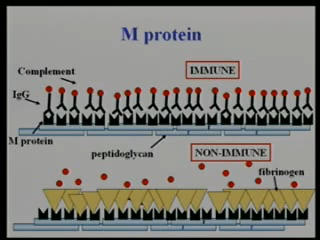 M protein
Complement
IMMUNE
IgG
M protein
peptidoglycan
NON-IMMUNE
fibrinogen